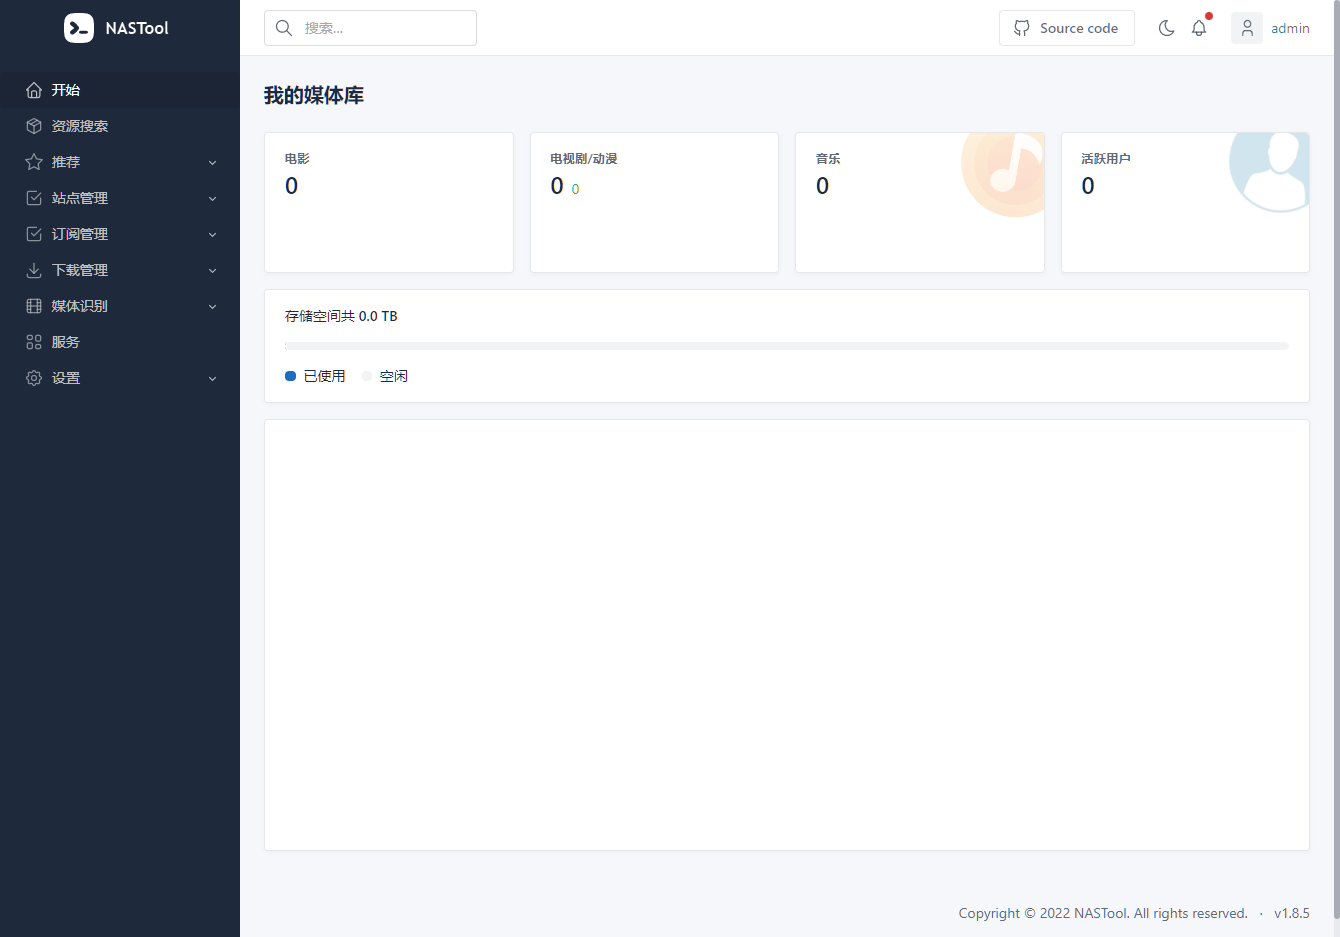 NASTool
开始
资源搜索
推荐
站点管理
订阅管理
下载管理
媒体识别
服务
设置
搜索...
Source code
admin
我的媒体库
电影
0
电视剧/动漫
0 0
音乐
0
活跃用户
0
存储空间共 0.0 TB
已使用 空闲
Copyright © 2022 NASTool. All rights reserved. · v1.8.5